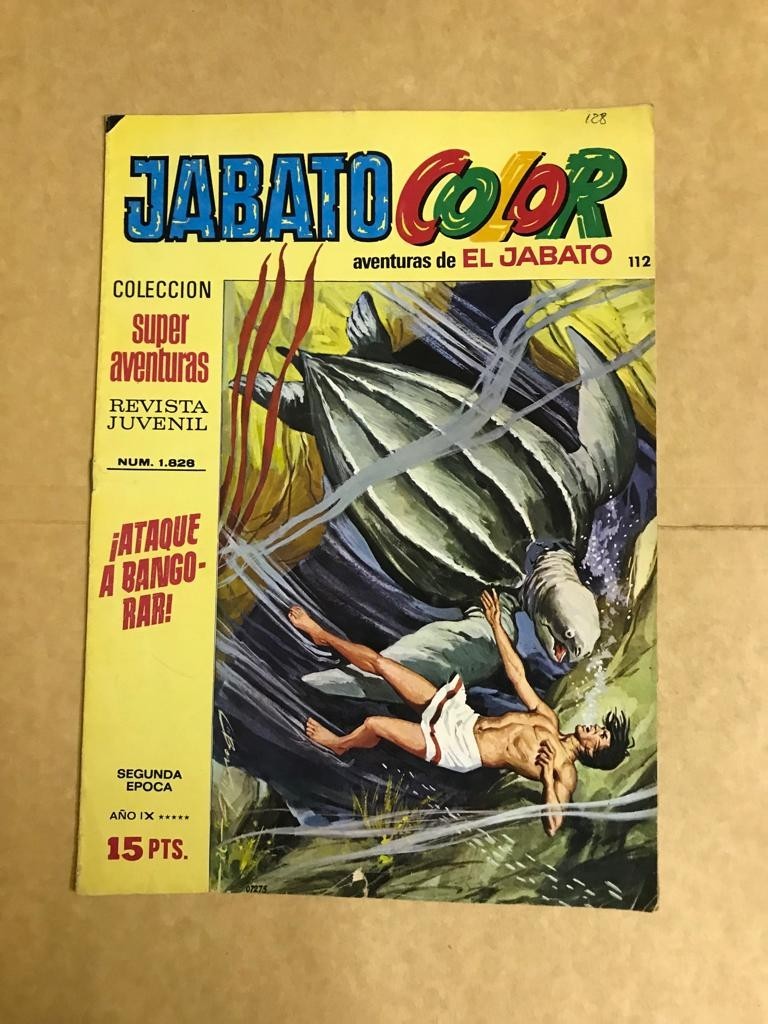 128
JABATO COLOR
aventuras de EL JABATO 112
COLECCION
super
aventuras
REVISTA
JUVENIL
NUM. 1.828
¡ATAQUE
A BANGO-
RAR!
SEGUNDA
EPOCA
AÑO IX *****
15 PTS.
07275